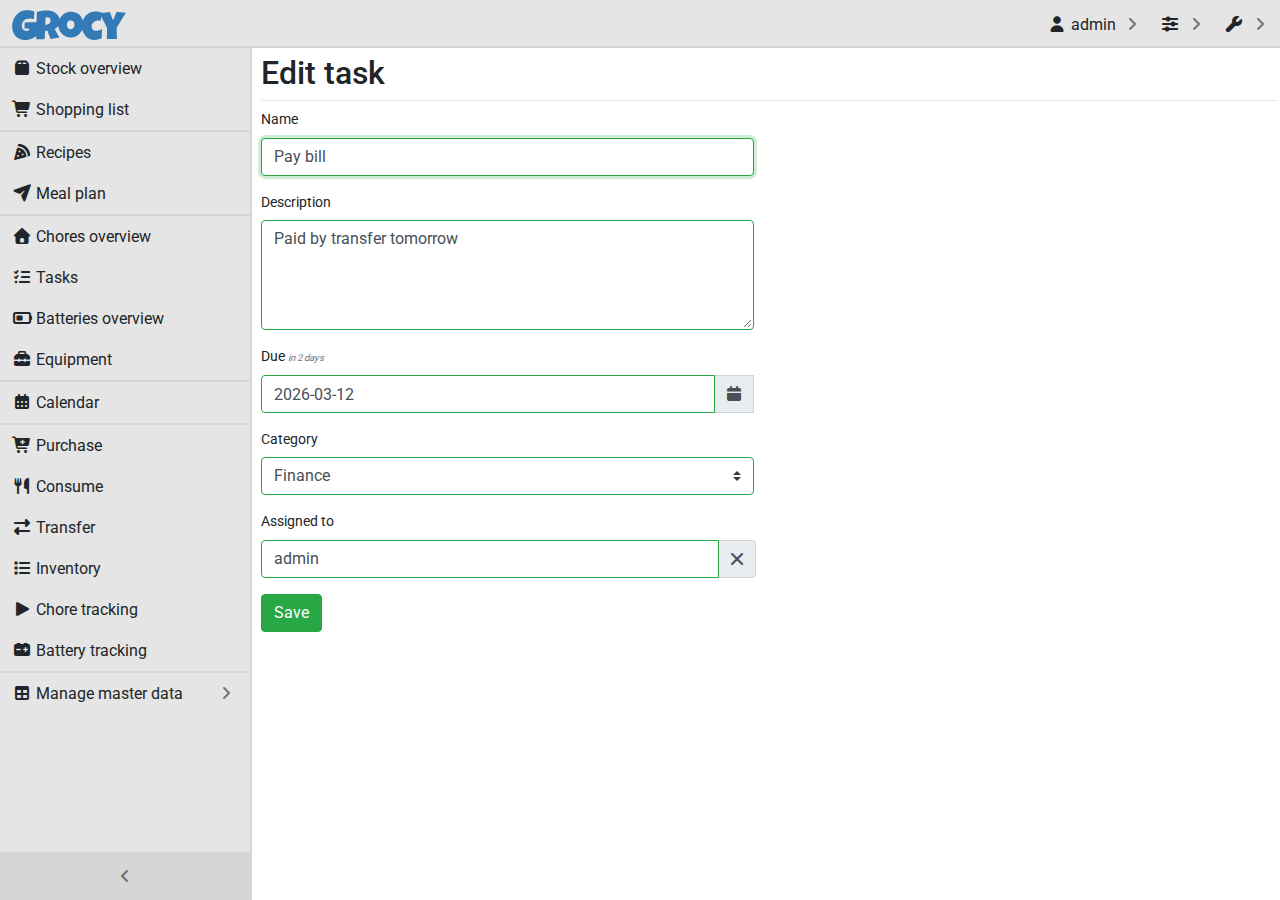 GROCY
admin
Stock overview
Shopping list
Recipes
Meal plan
Chores overview
Tasks
Batteries overview
Equipment
Calendar
Purchase
Consume
Transfer
Inventory
Chore tracking
Battery tracking
Manage master data
Edit task
Name
Pay bill
Description
Paid by transfer tomorrow
Due in 2 days
2026-03-12
Category
Finance
Assigned to
admin
Save